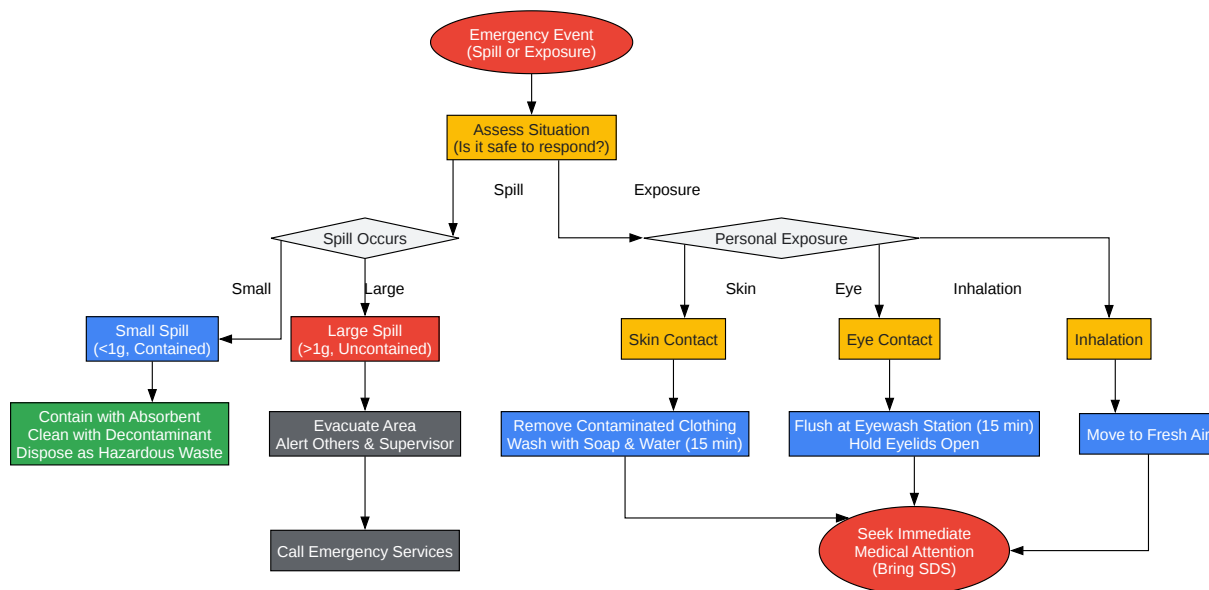 Emergency Event
(Spill or Exposure)
Assess Situation
(Is it safe to respond?)
Spill
Exposure
Spill Occurs
Personal Exposure
Small
Large
Skin
Eye
Inhalation
Small Spill
(<1g, Contained)
Large Spill
(>1g, Uncontained)
Skin Contact
Eye Contact
Inhalation
Contain with Absorbent
Clean with Decontaminant
Dispose as Hazardous Waste
Evacuate Area
Alert Others & Supervisor
Remove Contaminated Clothing
Wash with Soap & Water (15 min)
Flush at Eyewash Station (15 min)
Hold Eyelids Open
Move to Fresh Air
Call Emergency Services
Seek Immediate
Medical Attention
(Bring SDS)